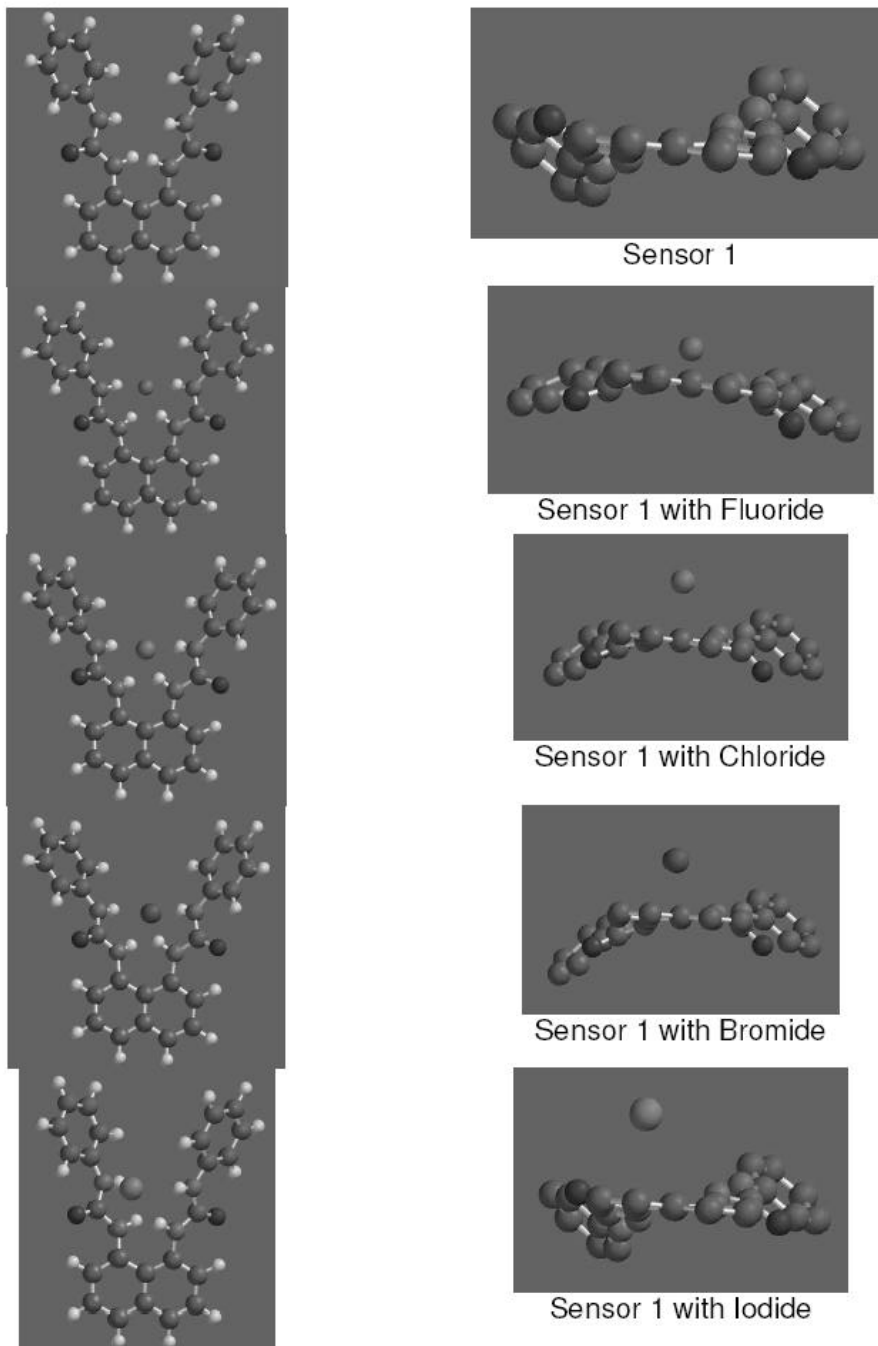 Sensor 1
Sensor 1 with Fluoride
Sensor 1 with Chloride
Sensor 1 with Bromide
Sensor 1 with Iodide